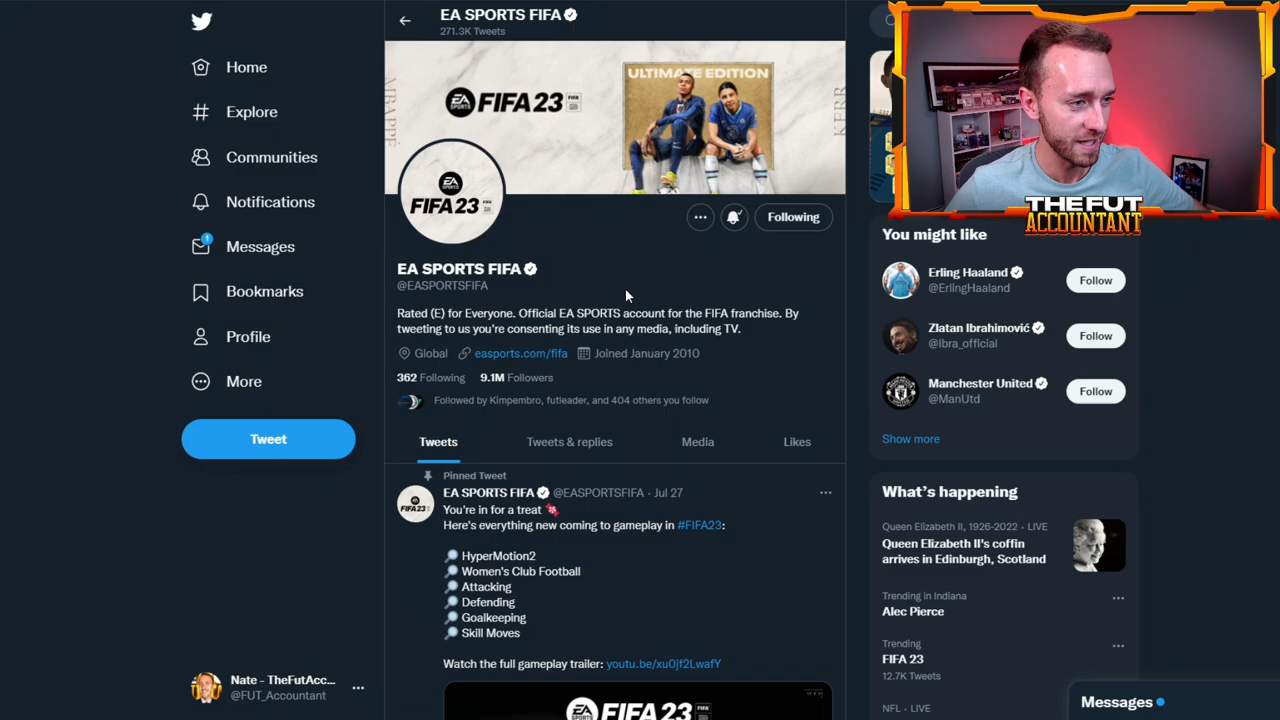 Home
Explore
Communities
Notifications
1
Messages
Bookmarks
Profile
More
Tweet
Nate - TheFutAcc...
@FUT_Accountant
EA SPORTS FIFA
271.3K Tweets
MBAPPÉ
EA SPORTS FIFA 23
ULTIMATE EDITION
KERR
EA SPORTS
FIFA 23
Following
EA SPORTS FIFA
@EASPORTSFIFA
Rated (E) for Everyone. Official EA SPORTS account for the FIFA franchise. By
tweeting to us you're consenting its use in any media, including TV.
Global easports.com/fifa Joined January 2010
362 Following 9.1M Followers
Followed by Kimpembro, futleader, and 404 others you follow
Tweets Tweets & replies Media Likes
Pinned Tweet
EA SPORTS FIFA @EASPORTSFIFA · Jul 27
You're in for a treat
Here's everything new coming to gameplay in #FIFA23:
HyperMotion2
Women's Club Football
Attacking
Defending
Goalkeeping
Skill Moves
Watch the full gameplay trailer: youtu.be/xu0jf2LwafY
FIFA 23
THE FUT
ACCOUNTANT
You might like
Erling Haaland
@ErlingHaaland
Follow
Zlatan Ibrahimović
@Ibra_official
Follow
Manchester United
@ManUtd
Follow
Show more
What's happening
Queen Elizabeth II, 1926-2022 · LIVE
Queen Elizabeth II's coffin
arrives in Edinburgh, Scotland
Trending in Indiana
Alec Pierce
Trending
FIFA 23
12.7K Tweets
NFL · LIVE
Messages